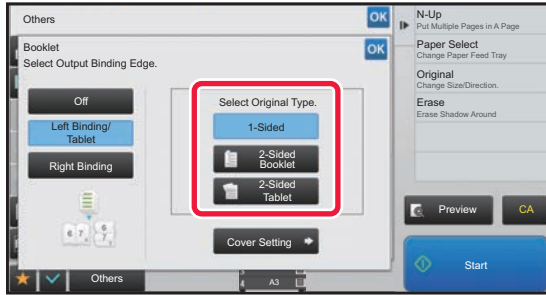 Others
OK
Booklet
Select Output Binding Edge.
OK
Off
Left Binding/
Tablet
Right Binding
Select Original Type.
1-Sided
2-Sided
Booklet
2-Sided
Tablet
Cover Setting
Others
A3
N-Up
Put Multiple Pages in A Page
Paper Select
Change Paper Feed Tray
Original
Change Size/Direction.
Erase
Erase Shadow Around
Preview
CA
Start